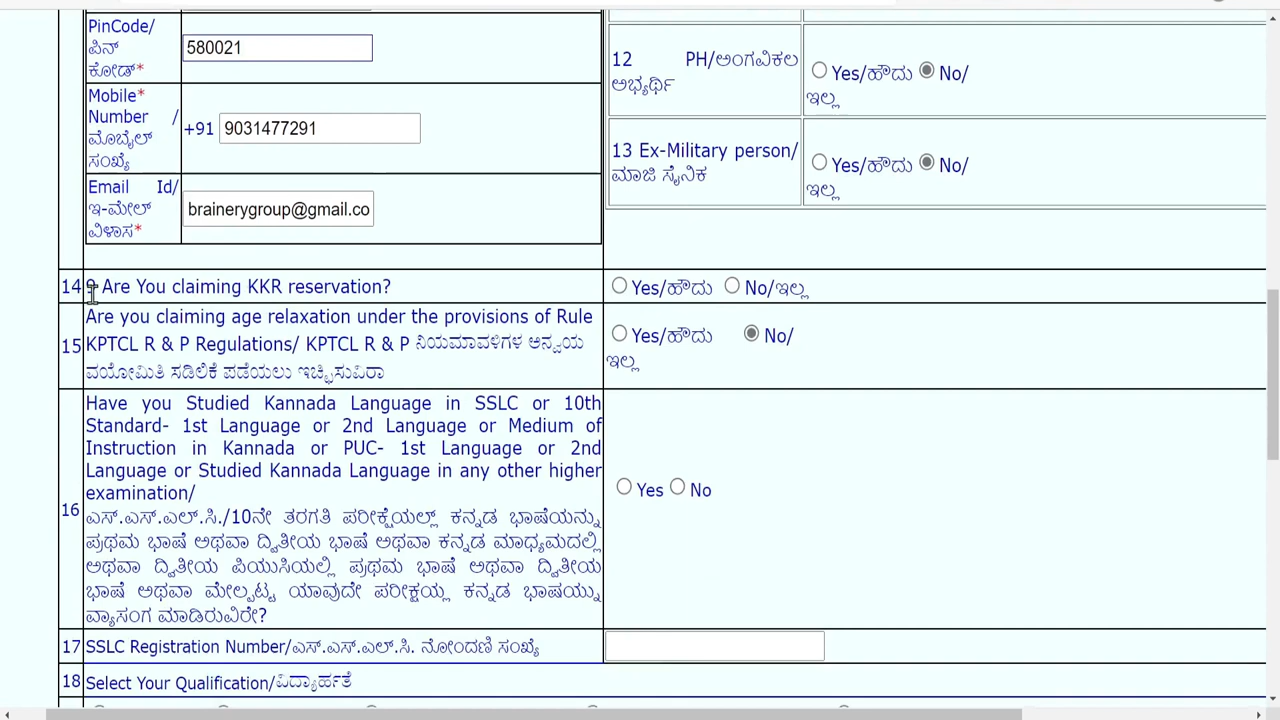 PinCode/
ಪಿನ್
ಕೋಡ್*
580021
Mobile*
Number /
ಮೊಬೈಲ್
ಸಂಖ್ಯೆ
+91 9031477291
Email Id/
ಇ-ಮೇಲ್
ವಿಳಾಸ*
brainerygroup@gmail.co
12 PH/ಅಂಗವಿಕಲ
ಅಭ್ಯರ್ಥಿ
Yes/ಹೌದು No/
ಇಲ್ಲ
13 Ex-Military person/
ಮಾಜಿ ಸೈನಿಕ
Yes/ಹೌದು No/
ಇಲ್ಲ
14 Are You claiming KKR reservation?
Yes/ಹೌದು No/ಇಲ್ಲ
Are you claiming age relaxation under the provisions of Rule
15 KPTCL R & P Regulations/ KPTCL R & P ನಿಯಮಾವಳಿಗಳ ಅನ್ವಯ
ವಯೋಮಿತಿ ಸಡಿಲಿಕೆ ಪಡೆಯಲು ಇಚ್ಛಿಸುವಿರಾ
Yes/ಹೌದು No/
ಇಲ್ಲ
Have you Studied Kannada Language in SSLC or 10th
Standard- 1st Language or 2nd Language or Medium of
Instruction in Kannada or PUC- 1st Language or 2nd
Language or Studied Kannada Language in any other higher
examination/
16 ಎಸ್.ಎಸ್.ಎಲ್.ಸಿ./10ನೇ ತರಗತಿ ಪರೀಕ್ಷೆಯಲ್ಲ್ ಕನ್ನಡ ಭಾಷೆಯನ್ನು
ಪ್ರಥಮ ಭಾಷೆ ಅಥವಾ ದ್ವಿತೀಯ ಭಾಷೆ ಅಥವಾ ಕನ್ನಡ ಮಾಧ್ಯಮದಲ್ಲಿ
ಅಥವಾ ದ್ವಿತೀಯ ಪಿಯುಸಿಯಲ್ಲಿ ಪ್ರಥಮ ಭಾಷೆ ಅಥವಾ ದ್ವಿತೀಯ
ಭಾಷೆ ಅಥವಾ ಮೇಲ್ಪಟ್ಟ ಯಾವುದೇ ಪರೀಕ್ಷೆಯ್ಲ ಕನ್ನಡ ಭಾಷಯ್ನು
ವ್ಯಾಸಂಗ ಮಾಡಿರುವಿರೇ?
Yes No
17 SSLC Registration Number/ಎಸ್.ಎಸ್.ಎಲ್.ಸಿ. ನೋಂದಣಿ ಸಂಖ್ಯೆ
18 Select Your Qualification/ವಿದ್ಯಾರ್ಹತೆ